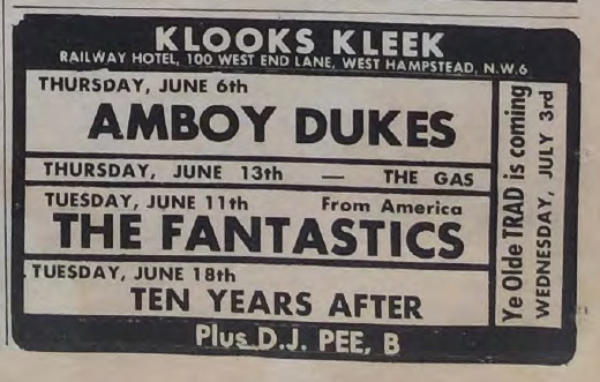 KLOOKS KLEEK
RAILWAY HOTEL, 100 WEST END LANE, WEST HAMPSTEAD, N.W.6
THURSDAY, JUNE 6th
AMBOY DUKES
THURSDAY, JUNE 13th — THE GAS
TUESDAY, JUNE 11th From America
THE FANTASTICS
TUESDAY, JUNE 18th
TEN YEARS AFTER
Ye Olde TRAD is coming
WEDNESDAY, JULY 3rd
Plus D.J. PEE, B